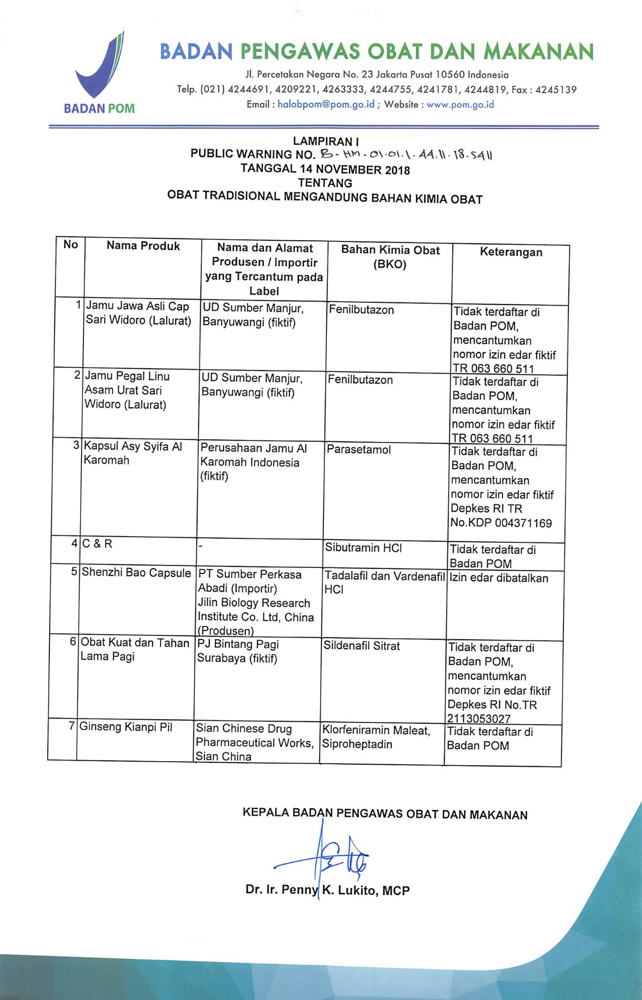 BADAN POM
BADAN PENGAWAS OBAT DAN MAKANAN
Jl. Percetakan Negara No. 23 Jakarta Pusat 10560 Indonesia
Telp. (021) 4244691, 4209221, 4263333, 4244755, 4241781, 4244819, Fax : 4245139
Email : halobpom@pom.go.id ; Website : www.pom.go.id
LAMPIRAN I
PUBLIC WARNING NO. B-HM-01.01.1.44.11.18-5411
TANGGAL 14 NOVEMBER 2018
TENTANG
OBAT TRADISIONAL MENGANDUNG BAHAN KIMIA OBAT
No
Nama Produk
Nama dan Alamat
Produsen / Importir
yang Tercantum pada
Label
Bahan Kimia Obat
(BKO)
Keterangan
1
Jamu Jawa Asli Cap
Sari Widoro (Lalurat)
UD Sumber Manjur,
Banyuwangi (fiktif)
Fenilbutazon
Tidak terdaftar di
Badan POM,
mencantumkan
nomor izin edar fiktif
TR 063 660 511
2
Jamu Pegal Linu
Asam Urat Sari
Widoro (Lalurat)
UD Sumber Manjur,
Banyuwangi (fiktif)
Fenilbutazon
Tidak terdaftar di
Badan POM,
mencantumkan
nomor izin edar fiktif
TR 063 660 511
3
Kapsul Asy Syifa Al
Karomah
Perusahaan Jamu Al
Karomah Indonesia
(fiktif)
Parasetamol
Tidak terdaftar di
Badan POM,
mencantumkan
nomor izin edar fiktif
Depkes RI TR
No.KDP 004371169
4
C & R
-
Sibutramin HCl
Tidak terdaftar di
Badan POM
5
Shenzhi Bao Capsule
PT Sumber Perkasa
Abadi (Importir)
Jilin Biology Research
Institute Co. Ltd, China
(Produsen)
Tadalafil dan Vardenafil
HCl
Izin edar dibatalkan
6
Obat Kuat dan Tahan
Lama Pagi
PJ Bintang Pagi
Surabaya (fiktif)
Sildenafil Sitrat
Tidak terdaftar di
Badan POM,
mencantumkan
nomor izin edar fiktif
Depkes RI No.TR
2113053027
7
Ginseng Kianpi Pil
Sian Chinese Drug
Pharmaceutical Works,
Sian China
Klorfeniramin Maleat,
Siproheptadin
Tidak terdaftar di
Badan POM
KEPALA BADAN PENGAWAS OBAT DAN MAKANAN
Dr. Ir. Penny K. Lukito, MCP